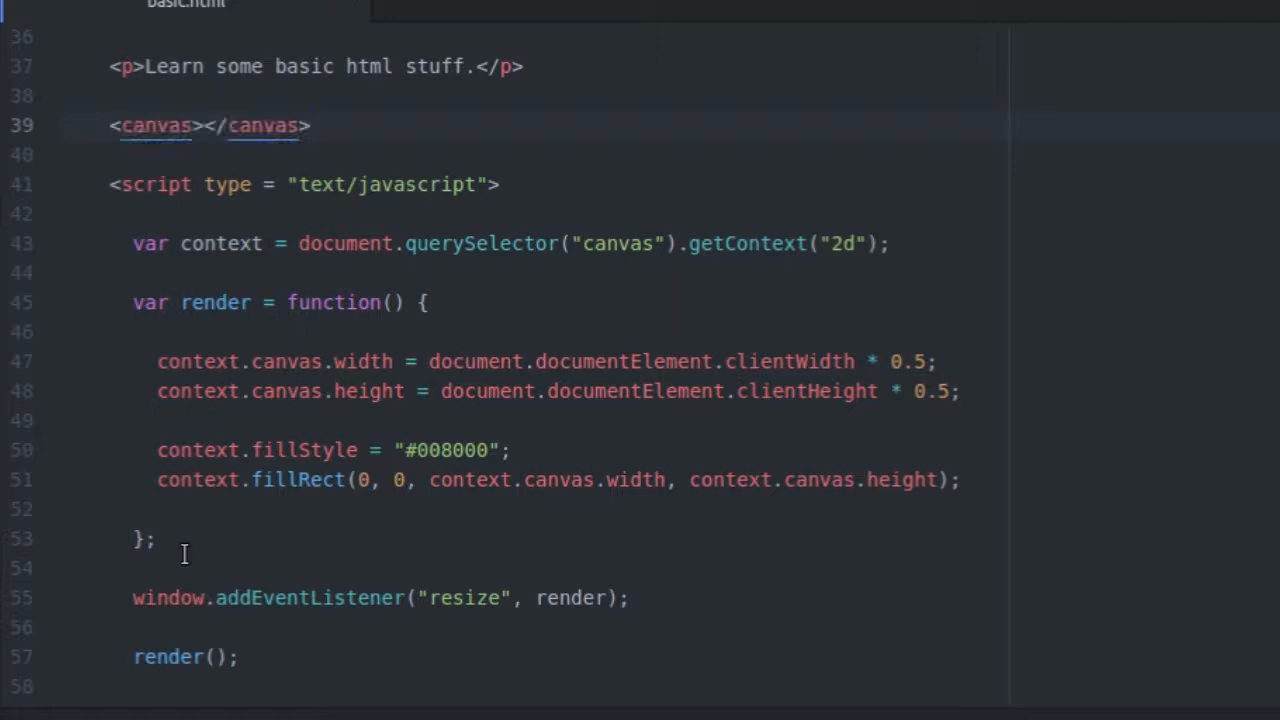 basic.html
36
37 <p>Learn some basic html stuff.</p>
38
39 <canvas></canvas>
40
41 <script type = "text/javascript">
42
43 var context = document.querySelector("canvas").getContext("2d");
44
45 var render = function() {
46
47 context.canvas.width = document.documentElement.clientWidth * 0.5;
48 context.canvas.height = document.documentElement.clientHeight * 0.5;
49
50 context.fillStyle = "#008000";
51 context.fillRect(0, 0, context.canvas.width, context.canvas.height);
52
53 };
54
55 window.addEventListener("resize", render);
56
57 render();
58